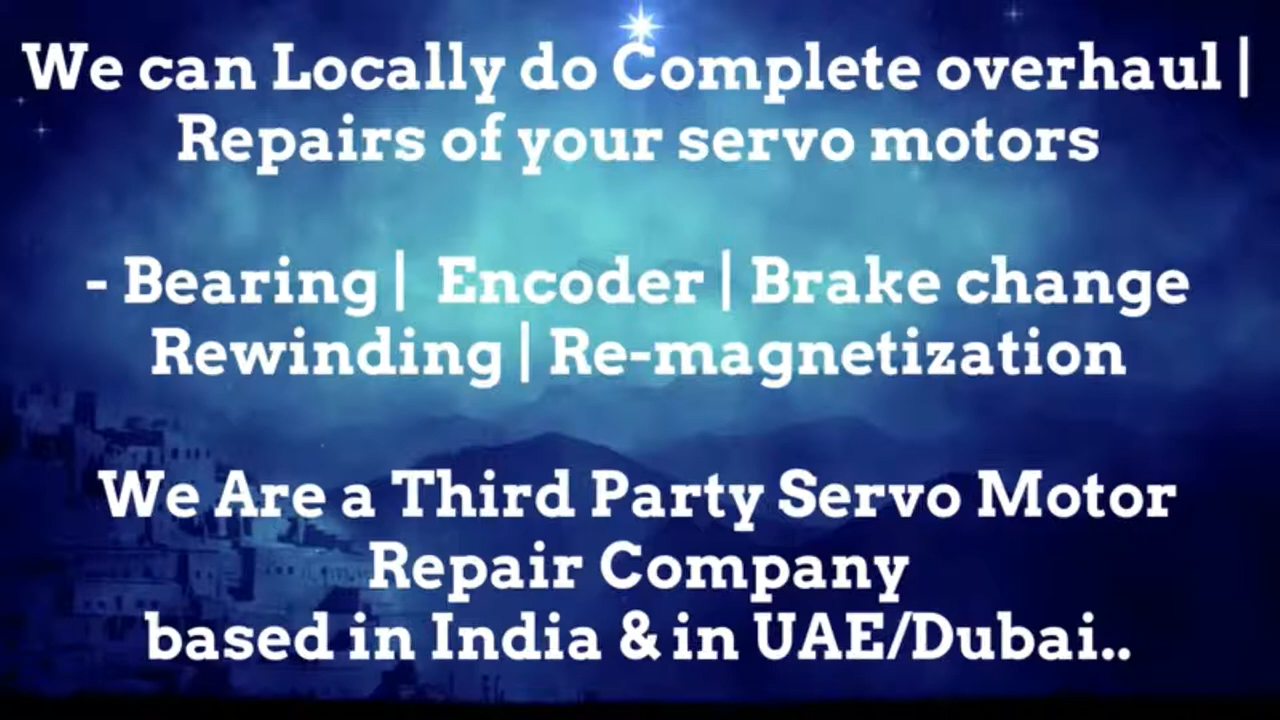 We can Locally do Complete overhaul |
Repairs of your servo motors
- Bearing | Encoder | Brake change
Rewinding | Re-magnetization
We Are a Third Party Servo Motor
Repair Company
based in India & in UAE/Dubai..